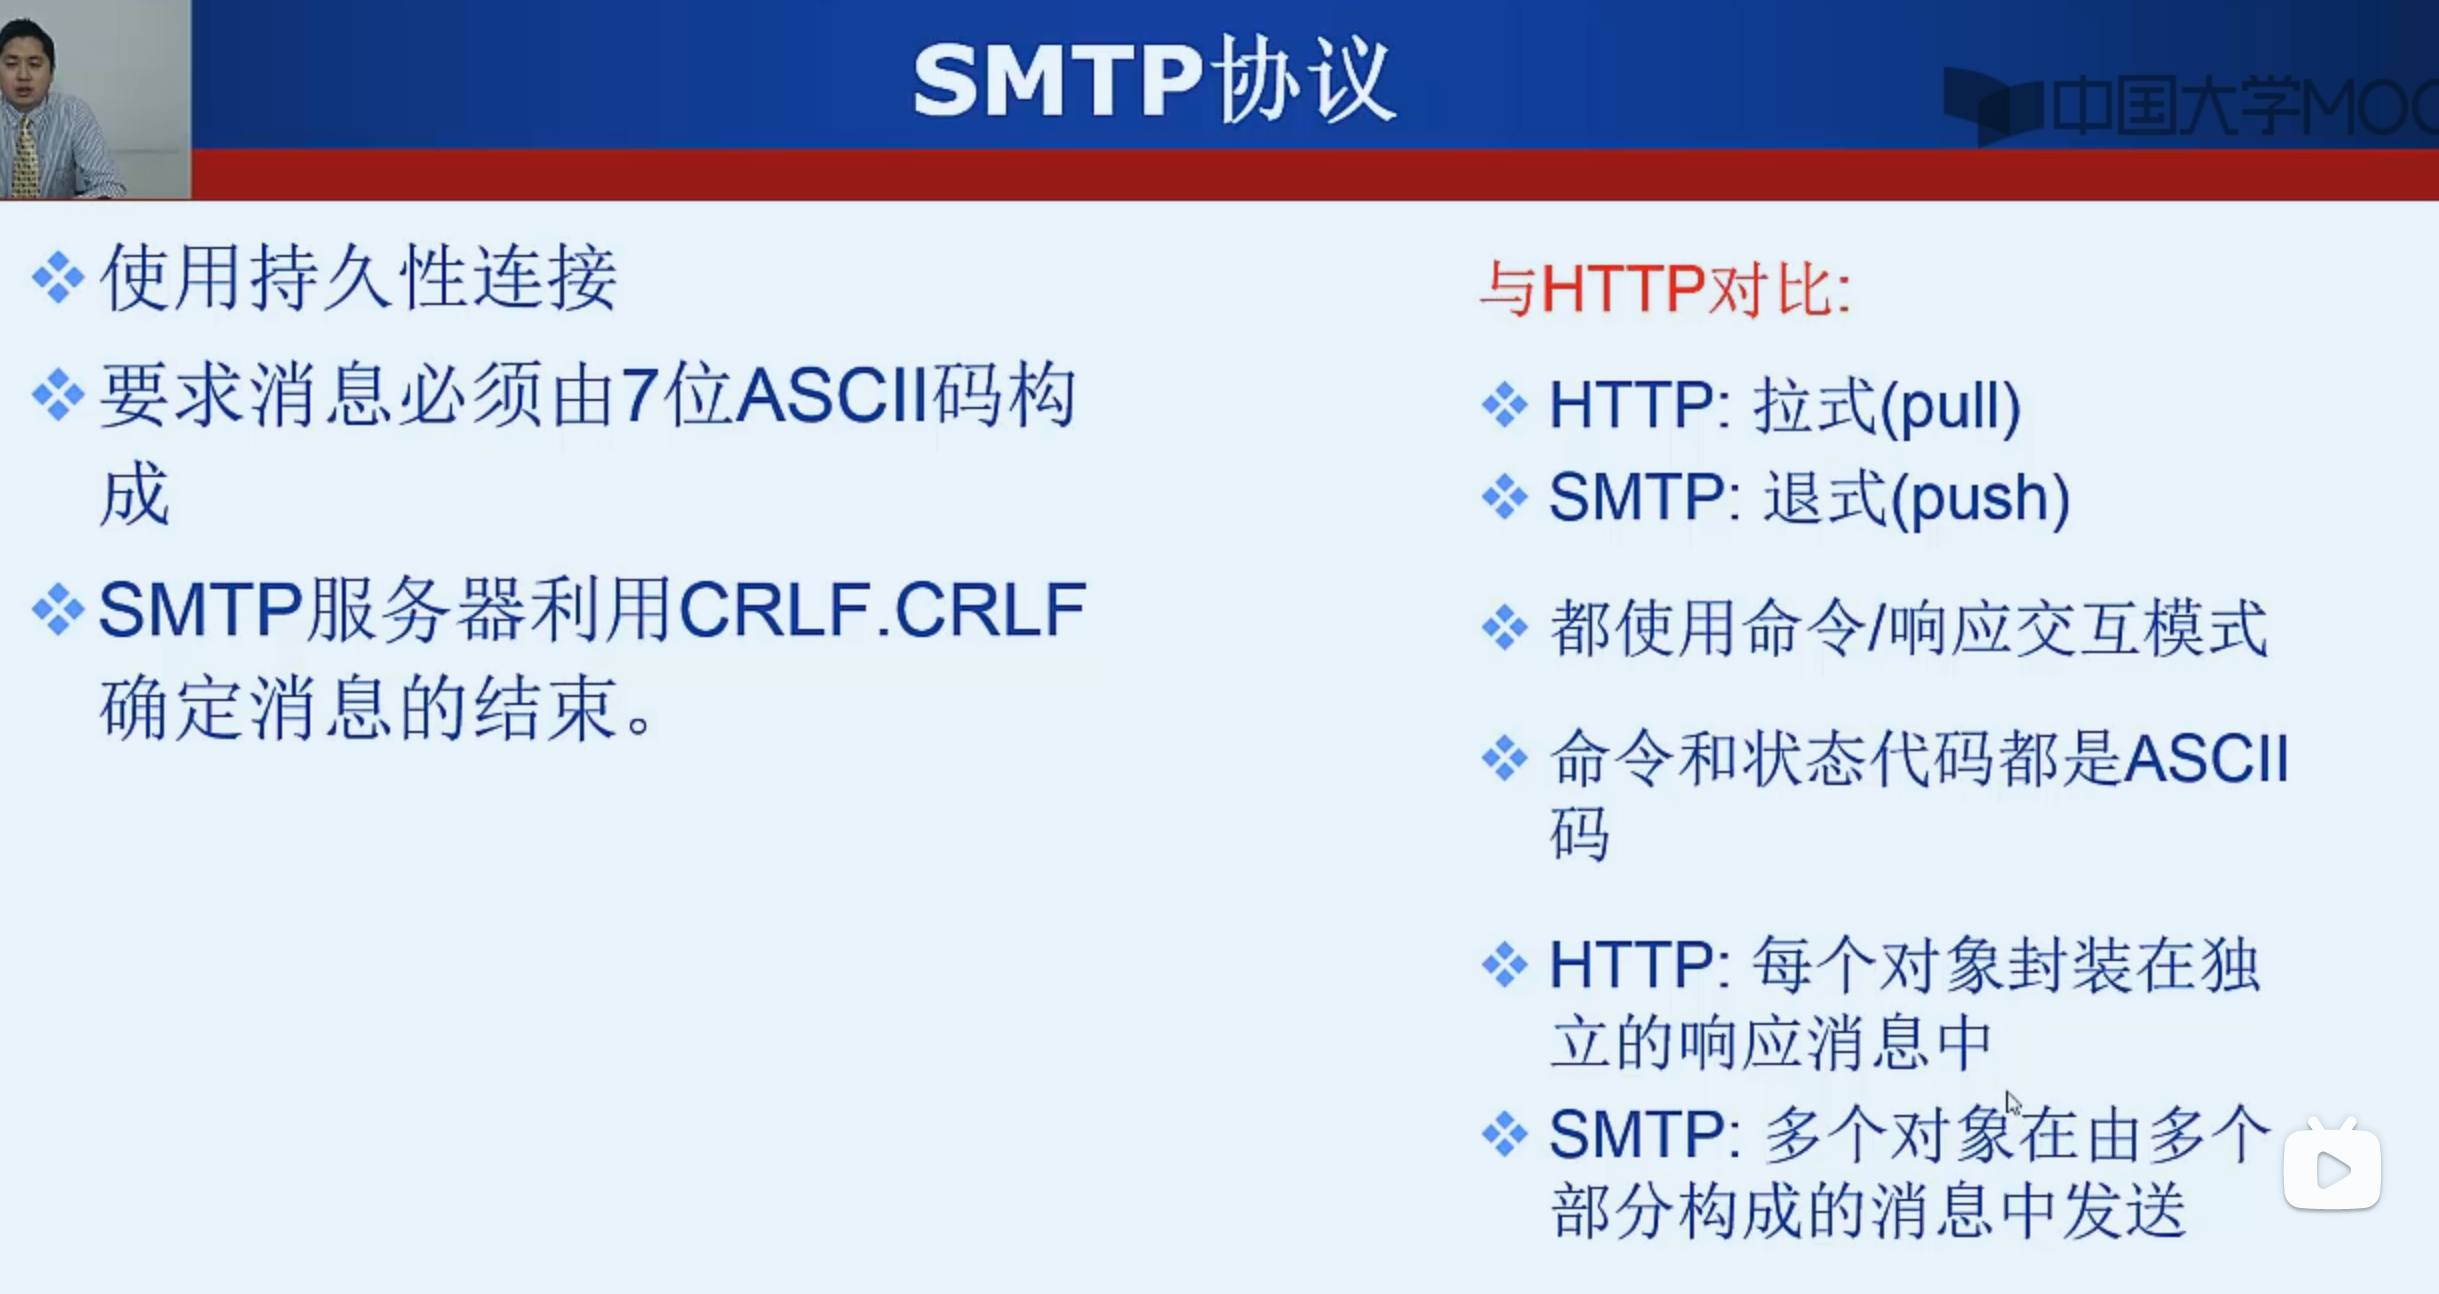 SMTP协议
中国大学MOO
使用持久性连接
要求消息必须由7位ASCII码构
成
SMTP服务器利用CRLF.CRLF
确定消息的结束。
与HTTP对比:
HTTP: 拉式(pull)
SMTP: 退式(push)
都使用命令/响应交互模式
命令和状态代码都是ASCII
码
HTTP: 每个对象封装在独
立的响应消息中
SMTP: 多个对象在由多个
部分构成的消息中发送